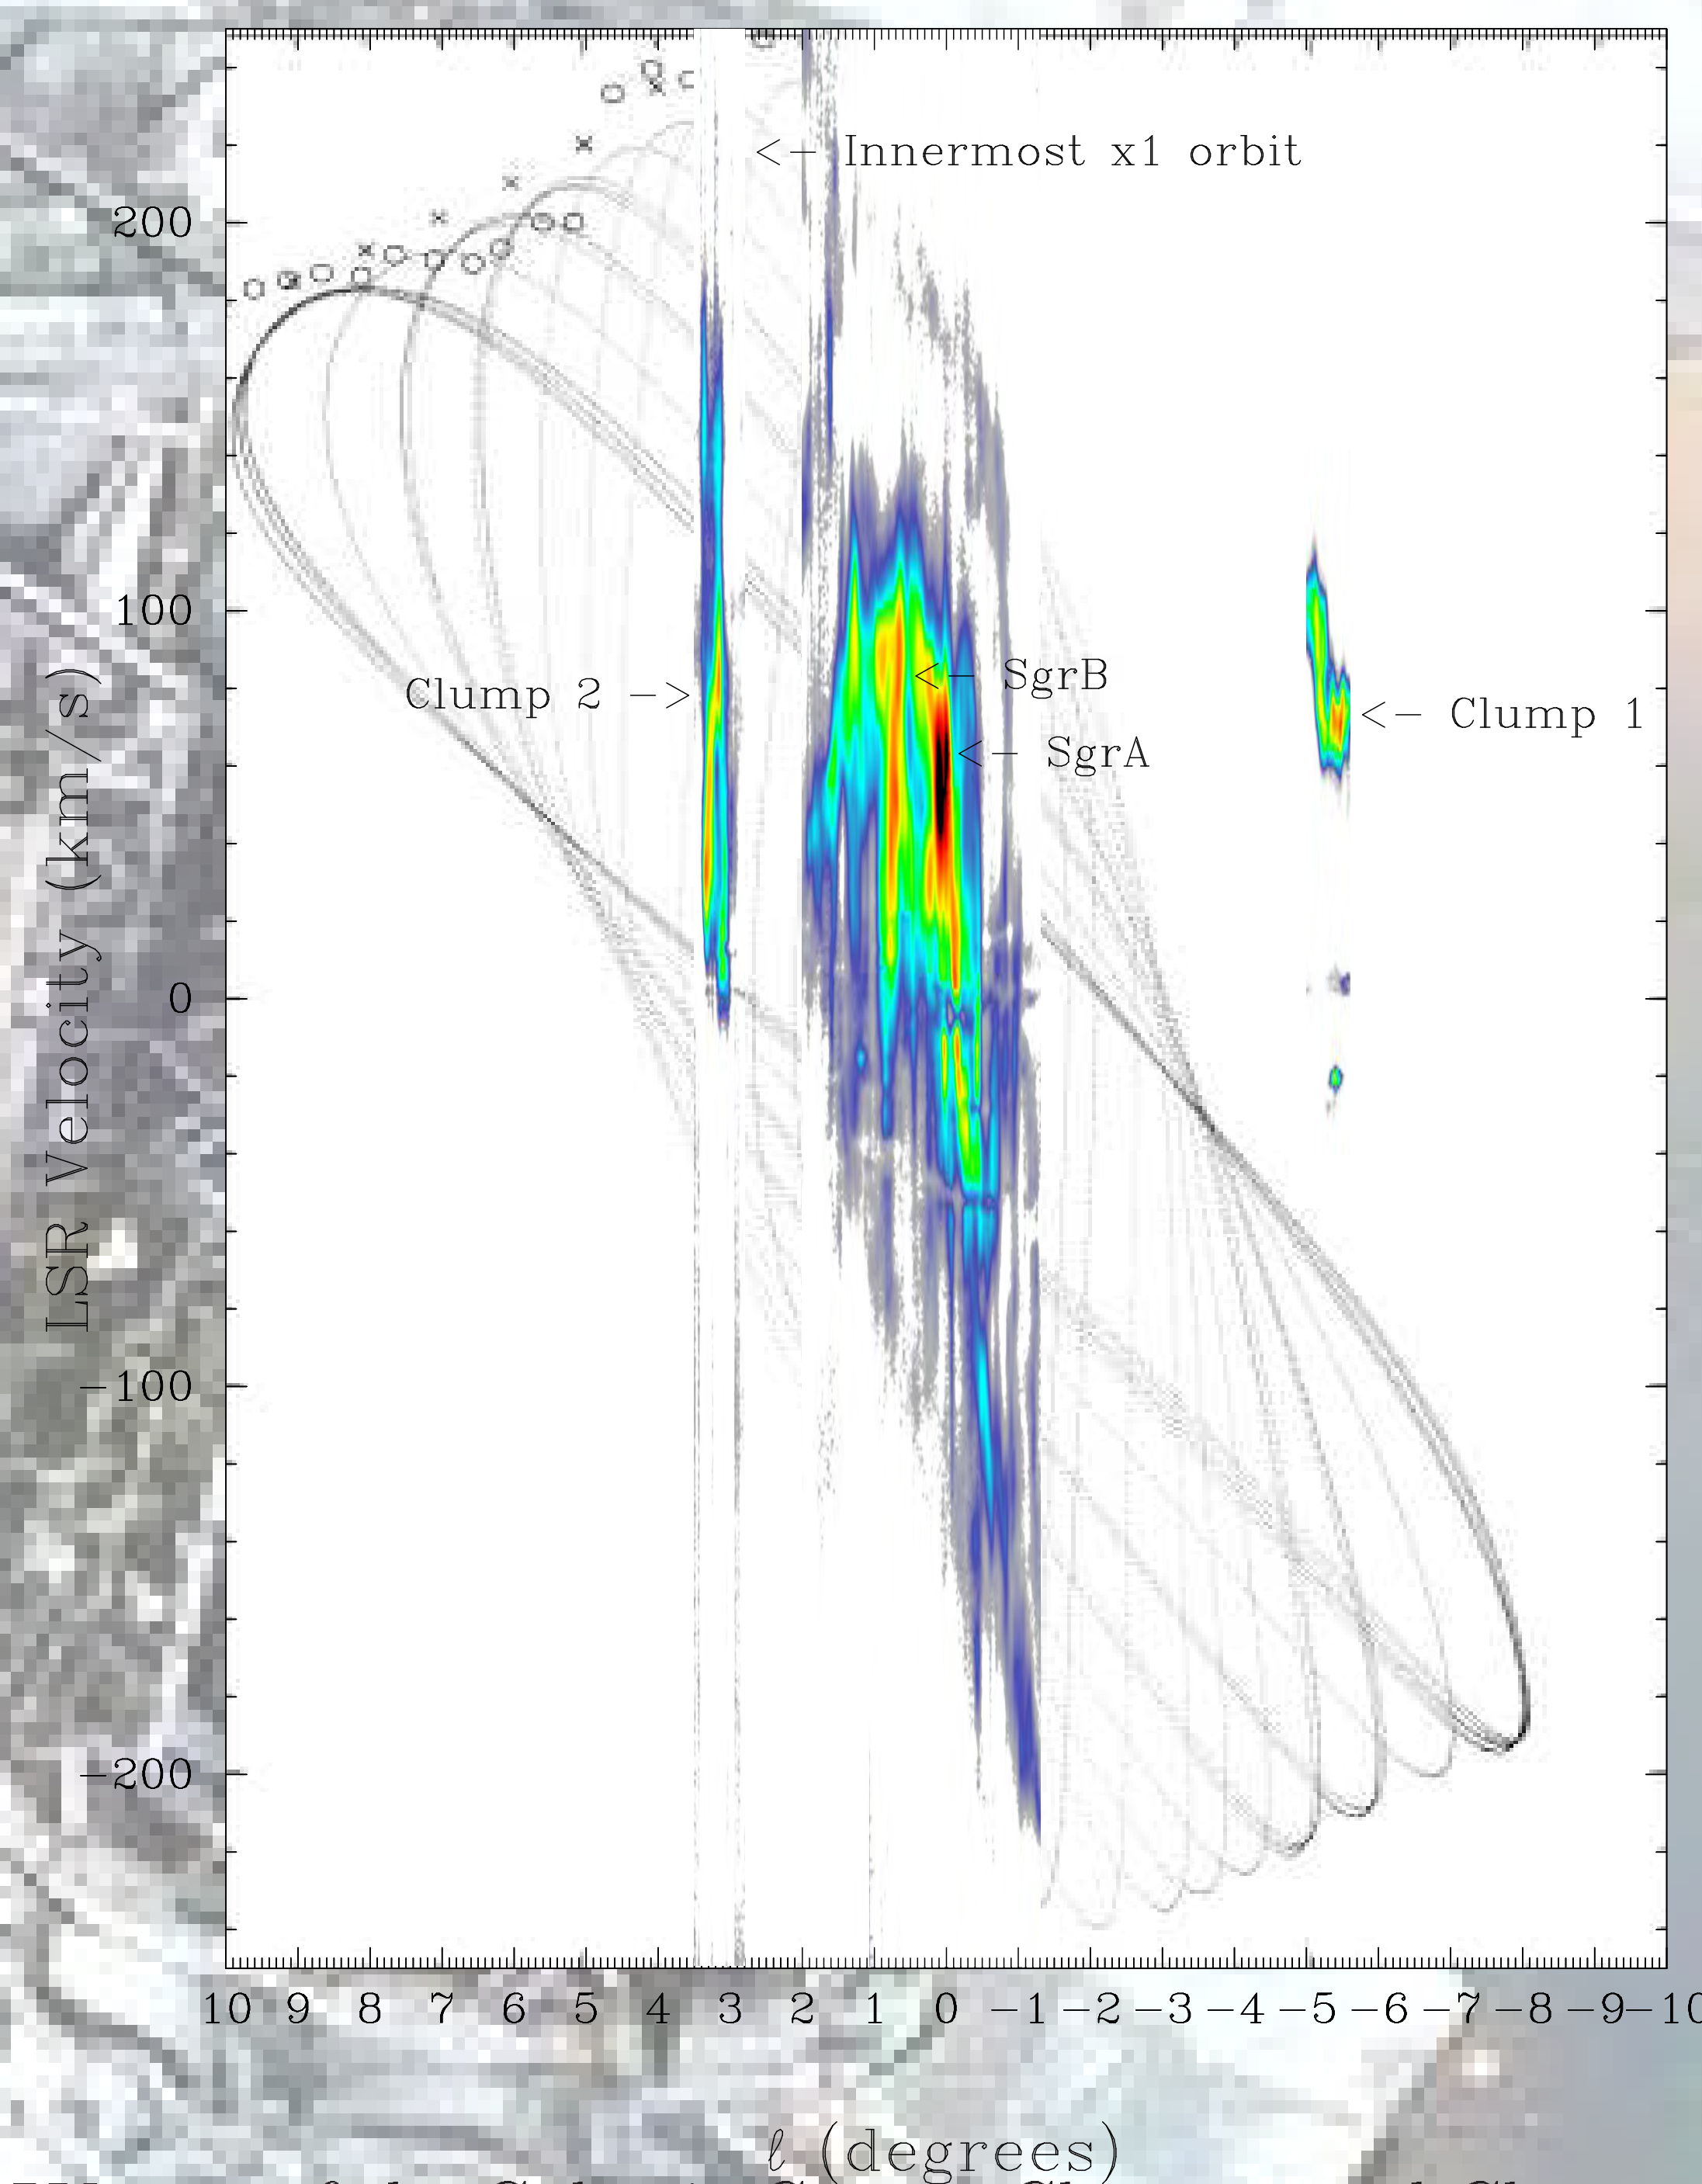 <- Innermost x1 orbit
200
100
Clump 2 ->
<- SgrB
<- Clump 1
<- SgrA
LSR Velocity (km/s)
0
-100
-200
10 9 8 7 6 5 4 3 2 1 0 -1 -2 -3 -4 -5 -6 -7 -8 -9 -10
ℓ (degrees)